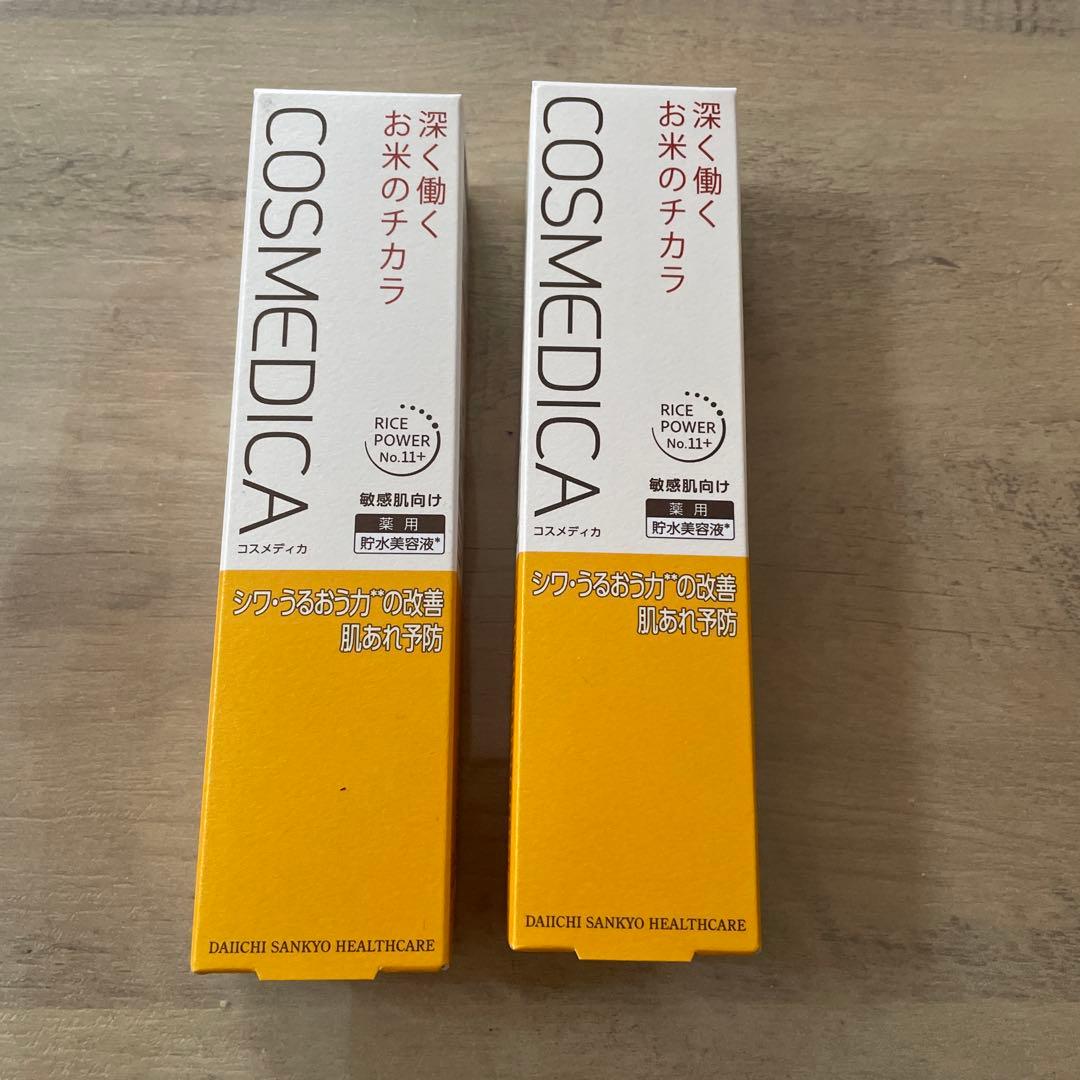 深く働く
お米のチカラ
COSMEDICA
コスメディカ
RICE
POWER
No.11+
敏感肌向け
薬用
貯水美容液*
シワ・うるおう力**の改善
肌あれ予防
DAIICHI SANKYO HEALTHCARE
深く働く
お米のチカラ
COSMEDICA
コスメディカ
RICE
POWER
No.11+
敏感肌向け
薬用
貯水美容液*
シワ・うるおう力**の改善
肌あれ予防
DAIICHI SANKYO HEALTHCARE